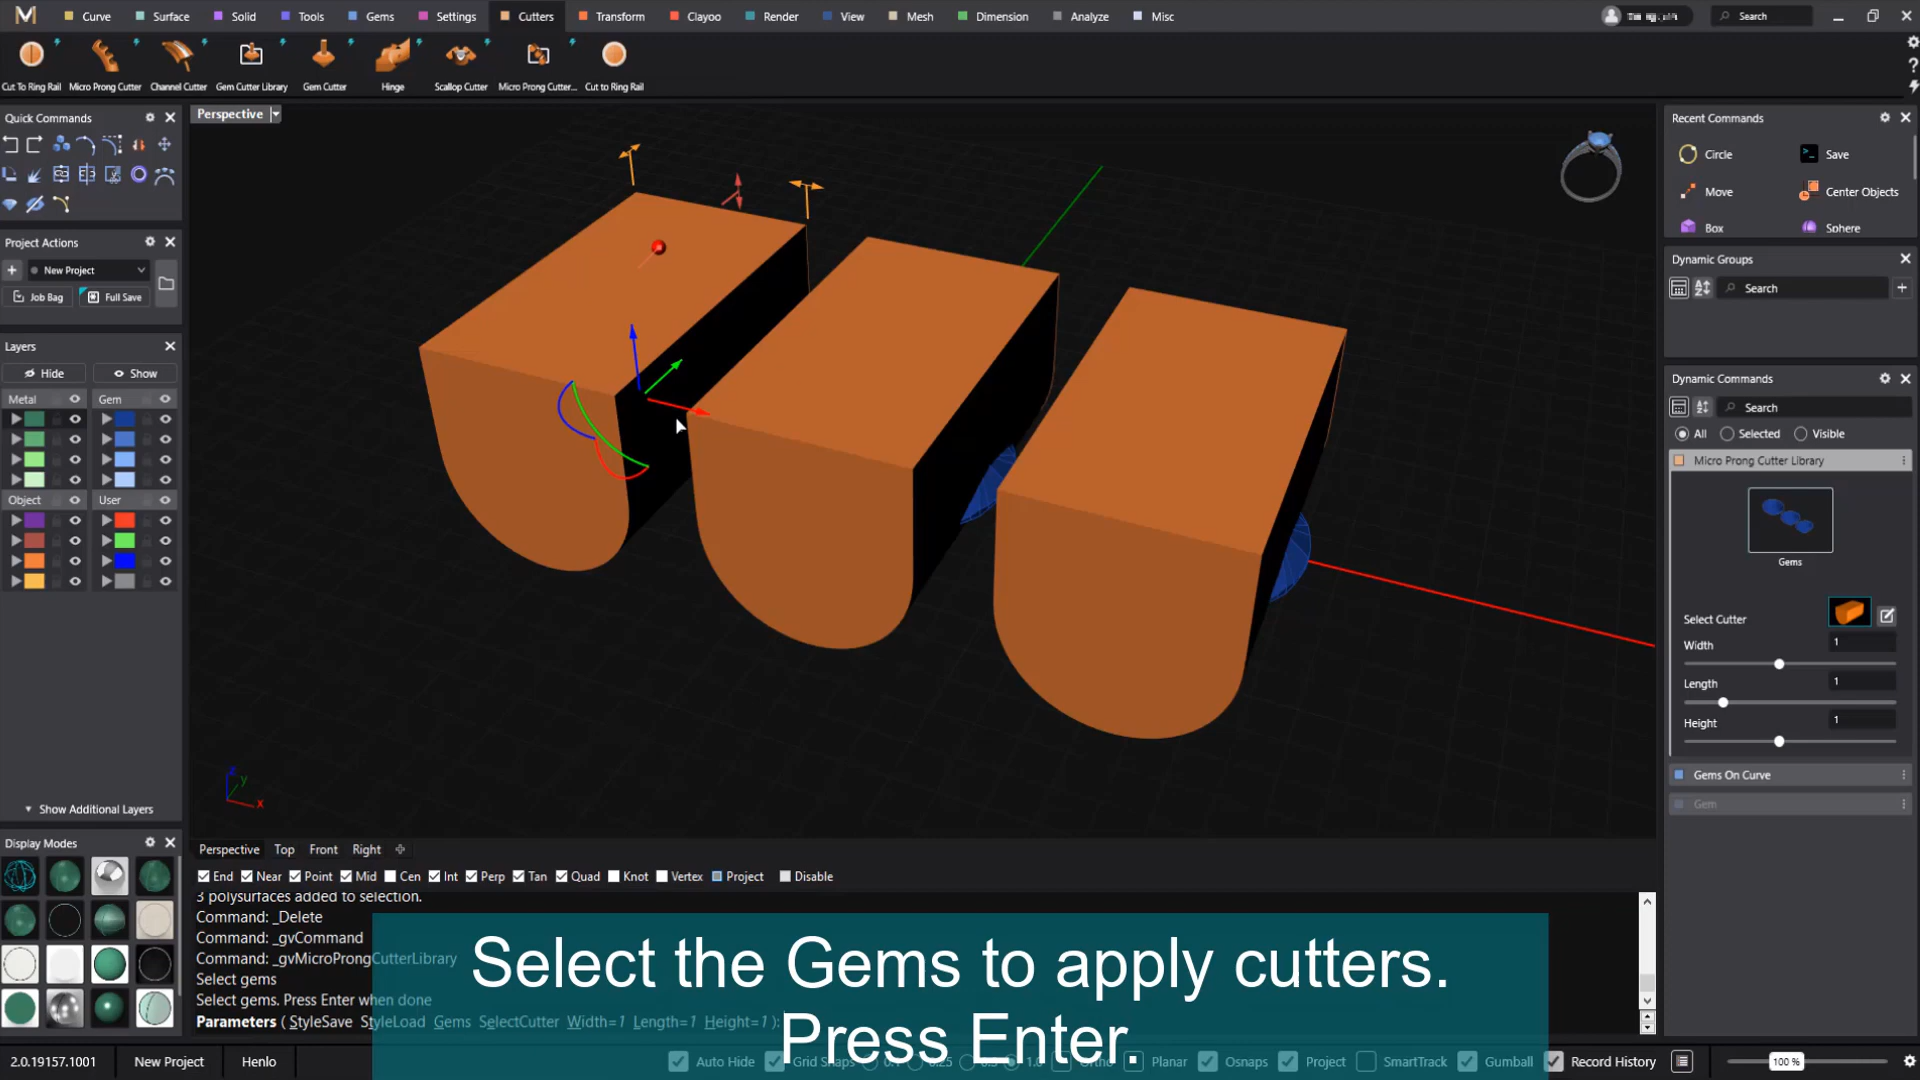 Curve Surface Solid Tools Gems Settings Cutters Transform Clayoo Render View Mesh Dimension Analyze Misc Search
Cut To Ring Rail Micro Prong Cutter Channel Cutter Gem Cutter Library Gem Cutter Hinge Scallop Cutter Micro Prong Cutter... Cut to Ring Rail
Quick Commands
Project Actions
New Project
Job Bag Full Save
Layers
Hide Show
Metal Gem
Object User
Show Additional Layers
Display Modes
Perspective
z
y
x
Perspective Top Front Right
End Near Point Mid Cen Int Perp Tan Quad Knot Vertex Project Disable
3 polysurfaces added to selection.
Command: _Delete
Command: _gvCommand
Command: _gvMicroProngCutterLibrary
Select gems
Select gems. Press Enter when done
Parameters ( StyleSave StyleLoad Gems SelectCutter Width=1 Length=1 Height=1 ):
Select the Gems to apply cutters.
Press Enter
Recent Commands
Circle Save
Move Center Objects
Box Sphere
Dynamic Groups
Search
Dynamic Commands
Search
All Selected Visible
Micro Prong Cutter Library
Gems
Select Cutter
Width 1
Length 1
Height 1
Gems On Curve
Gem
2.0.19157.1001 New Project Henlo Auto Hide Grid Snaps Ortho Planar Osnaps Project SmartTrack Gumball Record History 100 %